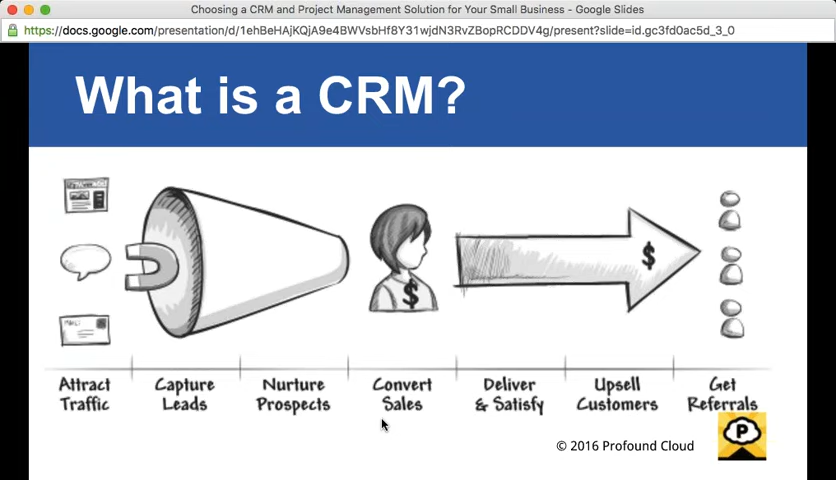 Choosing a CRM and Project Management Solution for Your Small Business - Google Slides
https://docs.google.com/presentation/d/1ehBeHAjKQjA9e4BWVsbHf8Y31wjdN3RvZBopRCDDV4g/present?slide=id.gc3fd0ac5d_3_0
What is a CRM?
$
$
Attract Traffic
Capture Leads
Nurture Prospects
Convert Sales
Deliver & Satisfy
Upsell Customers
Get Referrals
© 2016 Profound Cloud
P